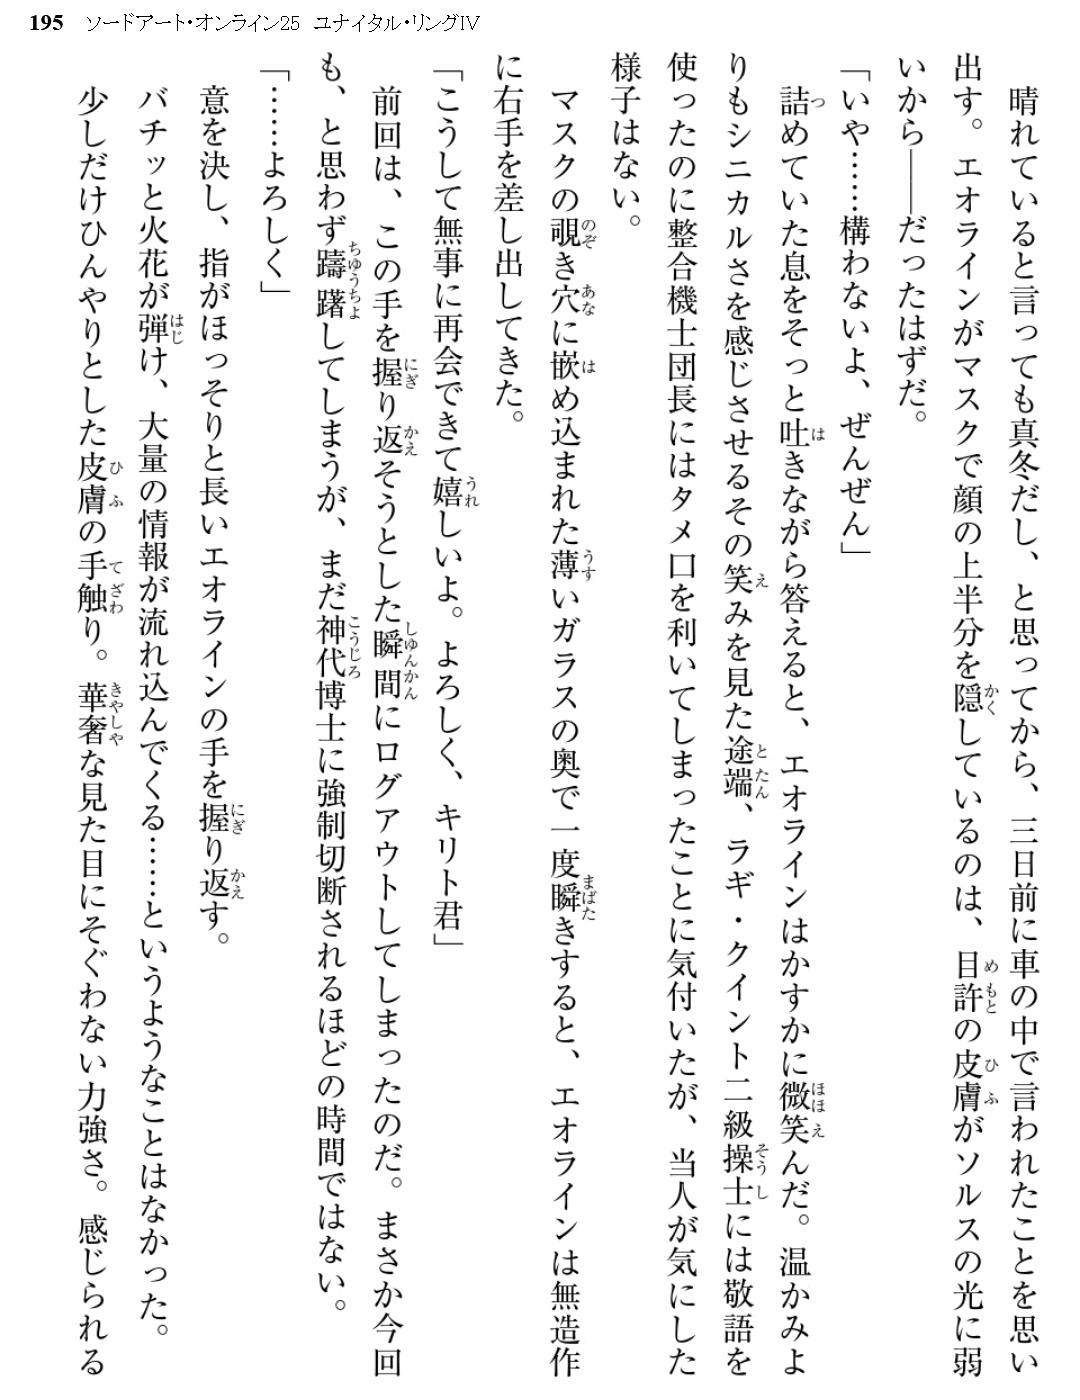 195 ソードアート・オンライン25 ユナイタル・リングⅣ
晴れていると言っても真冬だし、と思ってから、三日前に車の中で言われたことを思い
出す。エオラインがマスクで顔の上半分を隠しているのは、目許の皮膚がソルスの光に弱
いから――だったはずだ。
「いや……構わないよ、ぜんぜん」
詰めていた息をそっと吐きながら答えると、エオラインはかすかに微笑んだ。温かみよ
りもシニカルさを感じさせるその笑みを見た途端、ラギ・クイント二級操士には敬語を
使ったのに整合機士団長にはタメ口を利いてしまったことに気付いたが、当人が気にした
様子はない。
マスクの覗き穴に嵌め込まれた薄いガラスの奥で一度瞬きすると、エオラインは無造作
に右手を差し出してきた。
「こうして無事に再会できて嬉しいよ。よろしく、キリト君」
前回は、この手を握り返そうとした瞬間にログアウトしてしまったのだ。まさか今回
も、と思わず躊躇してしまうが、まだ神代博士に強制切断されるほどの時間ではない。
「……よろしく」
意を決し、指がほっそりと長いエオラインの手を握り返す。
バチッと火花が弾け、大量の情報が流れ込んでくる……というようなことはなかった。
少しだけひんやりとした皮膚の手触り。華奢な見た目にそぐわない力強さ。感じられる